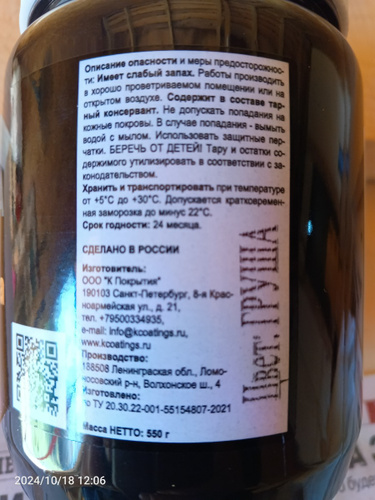 Описание опасности и меры предосторожнос-
ти: Имеет слабый запах. Работы производить
в хорошо проветриваемом помещении или на
открытом воздухе. Содержит в составе тар-
ный консервант. Не допускать попадания на
кожные покровы. В случае попадания - вымыть
водой с мылом. Использовать защитные пер-
чатки. БЕРЕЧЬ ОТ ДЕТЕЙ! Тару и остатки со-
держимого утилизировать в соответствии с за-
конодательством.
Хранить и транспортировать при температуре
от +5°С до +30°С. Допускается кратковремен-
ная заморозка до минус 22°С.
Срок годности: 24 месяца.
СДЕЛАНО В РОССИИ
Изготовитель:
ООО "К Покрытия"
190103 Санкт-Петербург, 8-я Крас-
ноармейская ул., д. 21,
тел. +79500334935,
e-mail: info@kcoatings.ru,
www.kcoatings.ru
Производство:
188508 Ленинградская обл., Ломо-
носовский р-н, Волхонское ш., 4
Изготовлено:
по ТУ 20.30.22-001-55154807-2021
Масса НЕТТО: 550 г
Цвет: ГРУША
2024/10/18 12:06